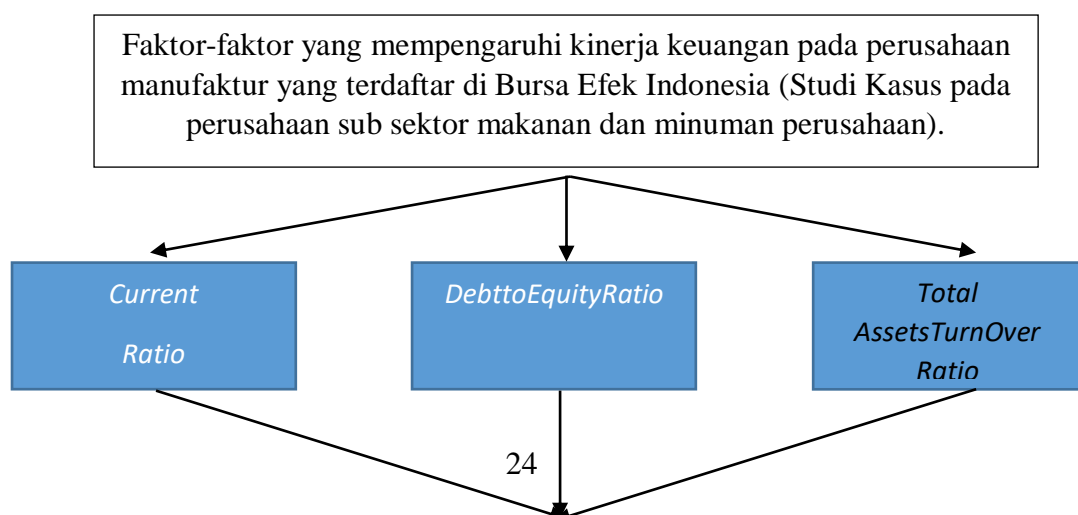 Faktor-faktor yang mempengaruhi kinerja keuangan pada perusahaan
manufaktur yang terdaftar di Bursa Efek Indonesia (Studi Kasus pada
perusahaan sub sektor makanan dan minuman perusahaan).
Current
Ratio
DebttoEquityRatio
Total
AssetsTurnOver
Ratio
24